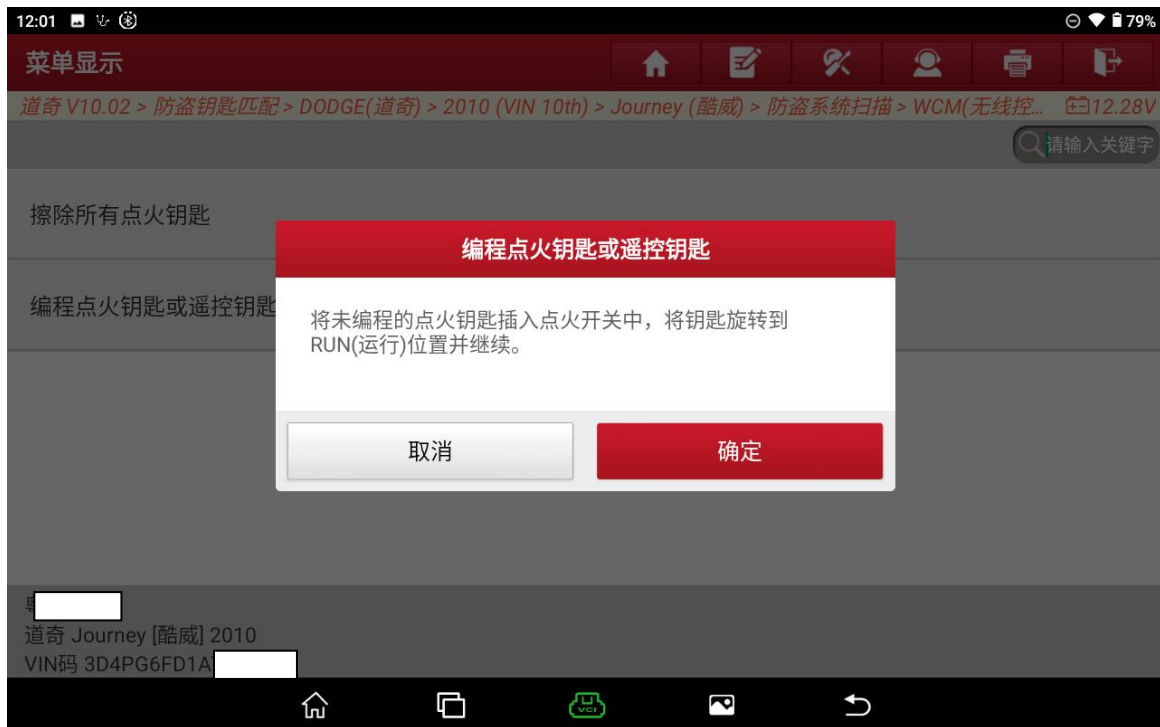 12:01 79%
菜单显示
道奇 V10.02 > 防盗钥匙匹配 > DODGE(道奇) > 2010 (VIN 10th) > Journey (酷威) > 防盗系统扫描 > WCM(无线控... 12.28V
请输入关键字
擦除所有点火钥匙
编程点火钥匙或遥控钥匙
编程点火钥匙或遥控钥匙
将未编程的点火钥匙插入点火开关中，将钥匙旋转到
RUN(运行)位置并继续。
取消 确定
道奇 Journey [酷威] 2010
VIN码 3D4PG6FD1A
VCI